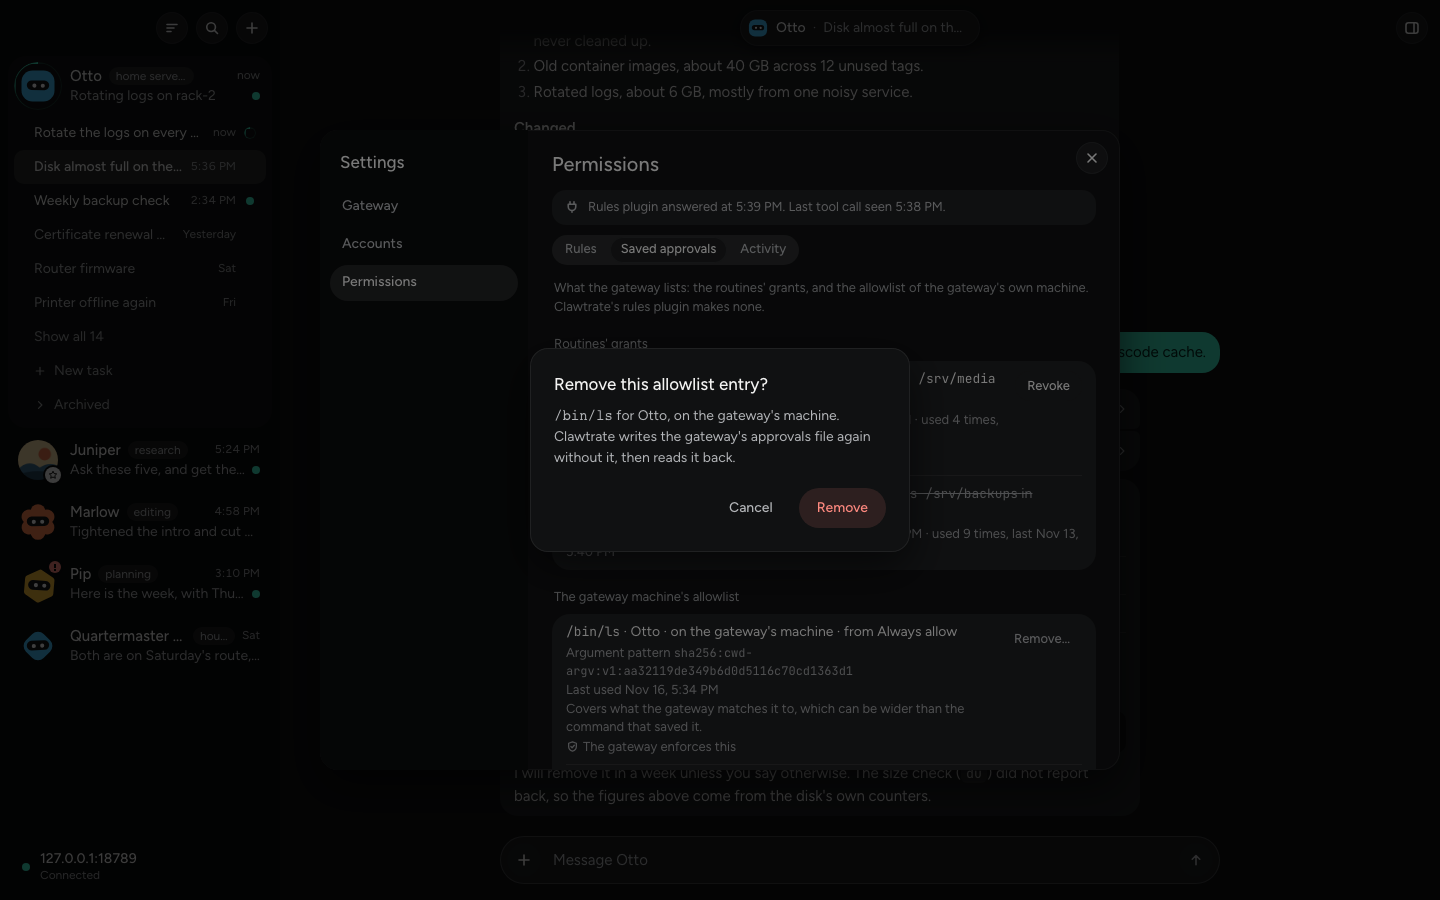 Otto home serve... now
Rotating logs on rack-2
Rotate the logs on every ... now
Disk almost full on the... 5:36 PM
Weekly backup check 2:34 PM
Certificate renewal ... Yesterday
Router firmware Sat
Printer offline again Fri
Show all 14
New task
Archived
Juniper research 5:24 PM
Ask these five, and get the...
Marlow editing 4:58 PM
Tightened the intro and cut ...
Pip planning 3:10 PM
Here is the week, with Thu...
Quartermaster ... hou... Sat
Both are on Saturday's route,...
127.0.0.1:18789
Connected
Otto · Disk almost full on th...
never cleaned up.
2. Old container images, about 40 GB across 12 unused tags.
3. Rotated logs, about 6 GB, mostly from one noisy service.
Changed
scode cache.
Settings
Gateway
Accounts
Permissions
Permissions
Rules plugin answered at 5:39 PM. Last tool call seen 5:38 PM.
Rules Saved approvals Activity
What the gateway lists: the routines' grants, and the allowlist of the gateway's own machine.
Clawtrate's rules plugin makes none.
Routines' grants
/srv/media Revoke
· used 4 times,
s /srv/backups in
PM · used 9 times, last Nov 13,
Remove this allowlist entry?
/bin/ls for Otto, on the gateway's machine.
Clawtrate writes the gateway's approvals file again
without it, then reads it back.
Cancel Remove
The gateway machine's allowlist
/bin/ls · Otto · on the gateway's machine · from Always allow Remove...
Argument pattern sha256:cwd-
argv:v1:aa32119de349b6d0d5116c70cd1363d1
Last used Nov 16, 5:34 PM
Covers what the gateway matches it to, which can be wider than the
command that saved it.
The gateway enforces this
I will remove it in a week unless you say otherwise. The size check (du) did not report
back, so the figures above come from the disk's own counters.
Message Otto